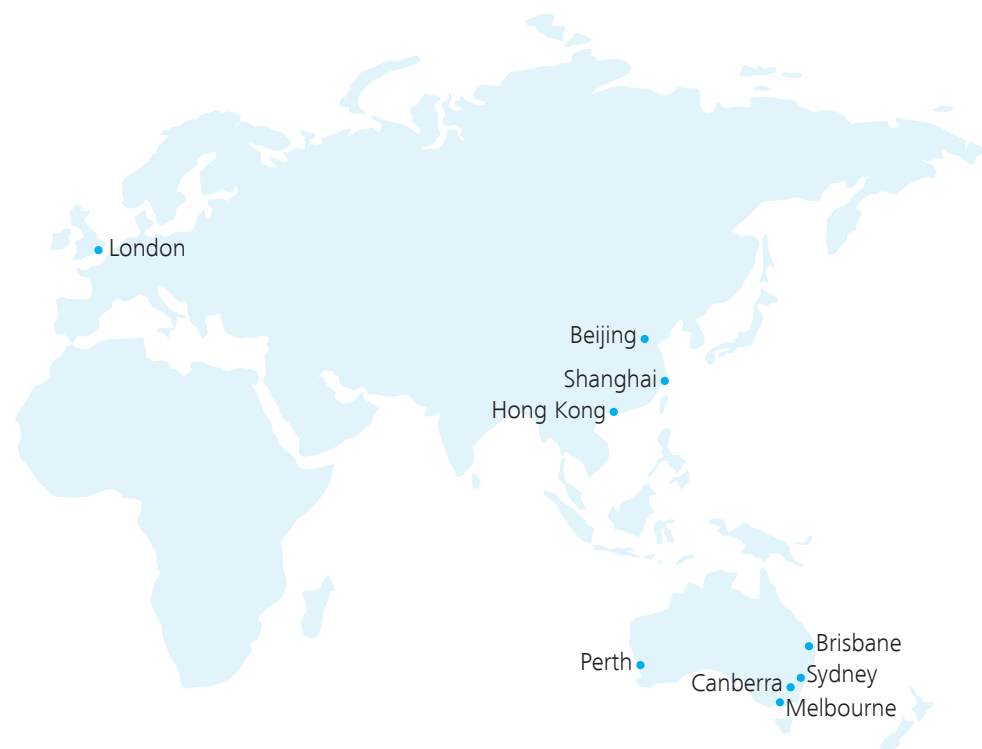 London
Beijing
Shanghai
Hong Kong
Brisbane
Perth
Sydney
Canberra
Melbourne